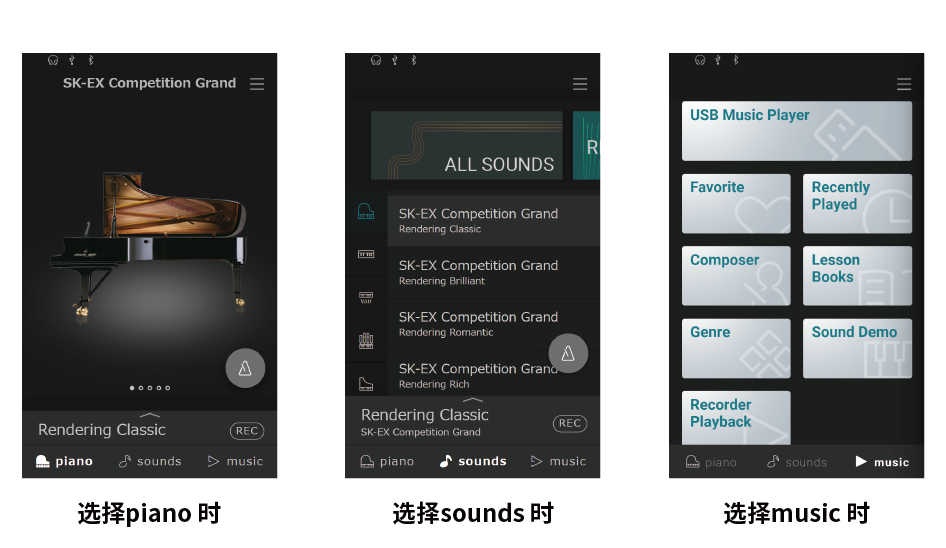 SK-EX Competition Grand
Rendering Classic
REC
piano
sounds
music
选择piano 时
ALL SOUNDS
R
SK-EX Competition Grand
Rendering Classic
SK-EX Competition Grand
Rendering Brilliant
SK-EX Competition Grand
Rendering Romantic
SK-EX Competition Grand
Rendering Rich
Rendering Classic
SK-EX Competition Grand
REC
piano
sounds
music
选择sounds 时
USB Music Player
Favorite
Recently
Played
Composer
Lesson
Books
Genre
Sound Demo
Recorder
Playback
piano
sounds
music
选择music 时